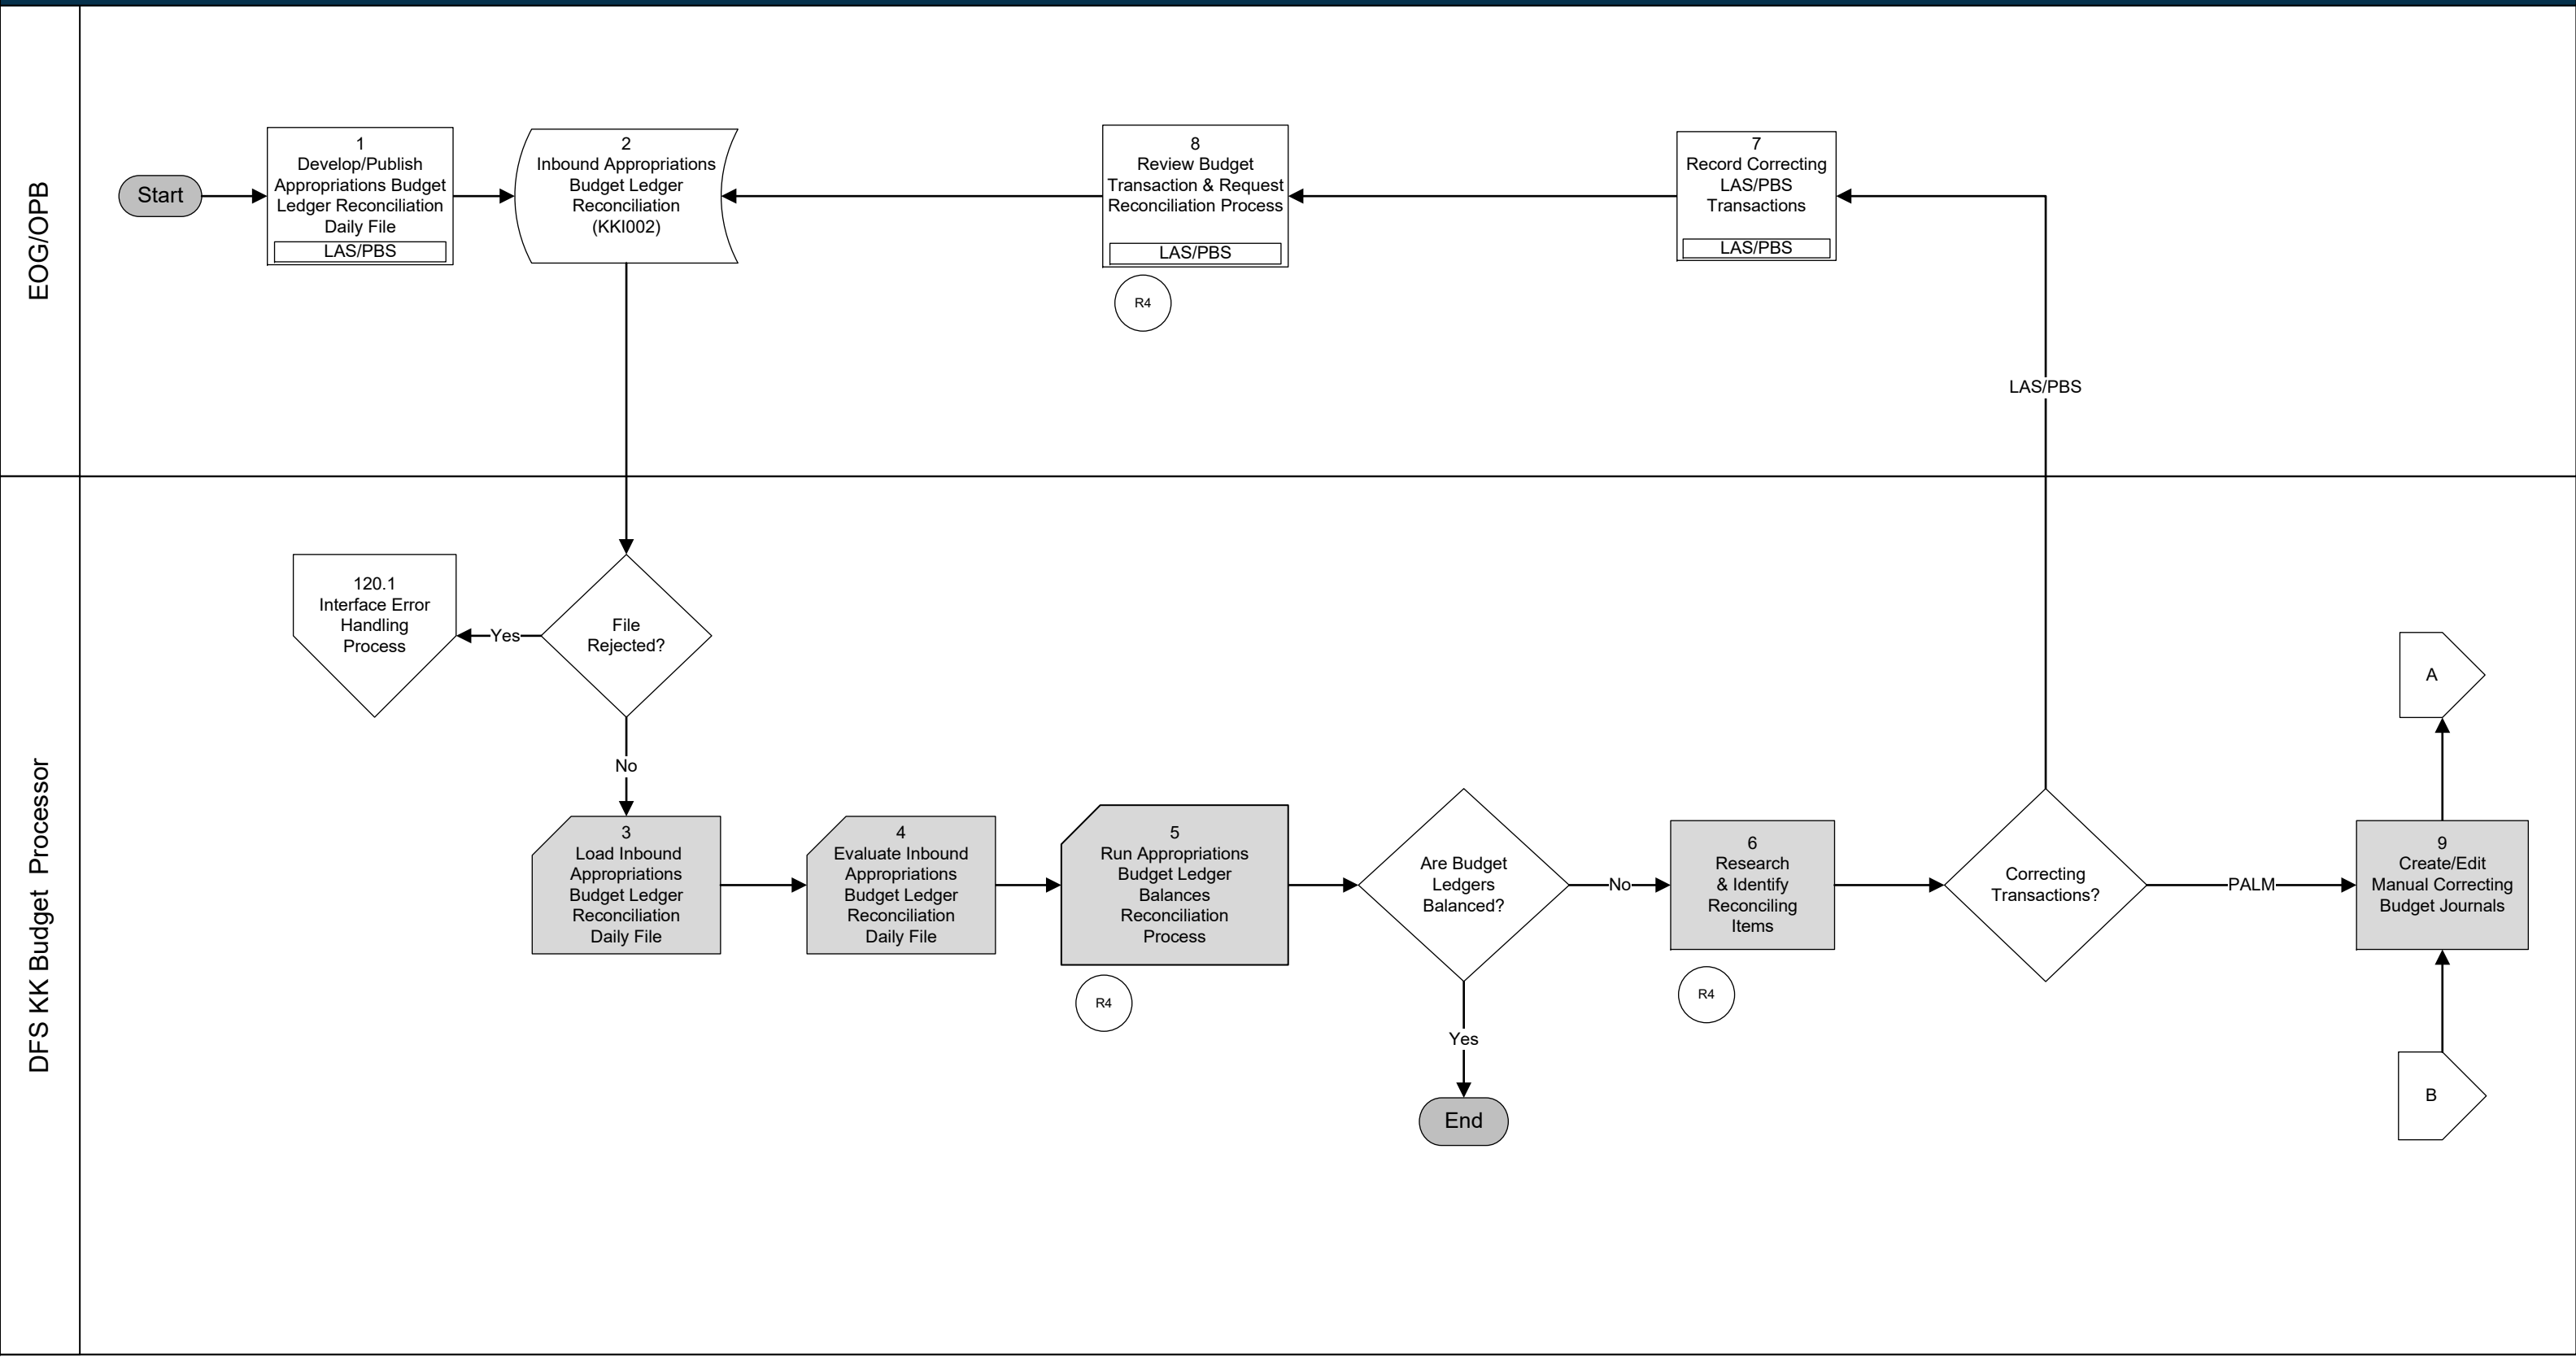 EOG/OPB
Start
1
Develop/Publish
Appropriations Budget
Ledger Reconciliation
Daily File
LAS/PBS
2
Inbound Appropriations
Budget Ledger
Reconciliation
(KKI002)
8
Review Budget
Transaction & Request
Reconciliation Process
LAS/PBS
R4
7
Record Correcting
LAS/PBS
Transactions
LAS/PBS
LAS/PBS
DFS KK Budget Processor
120.1
Interface Error
Handling
Process
Yes
File
Rejected?
No
3
Load Inbound
Appropriations
Budget Ledger
Reconciliation
Daily File
4
Evaluate Inbound
Appropriations
Budget Ledger
Reconciliation
Daily File
5
Run Appropriations
Budget Ledger
Balances
Reconciliation
Process
R4
Are Budget
Ledgers
Balanced?
No
Yes
End
6
Research
& Identify
Reconciling
Items
R4
Correcting
Transactions?
PALM
A
9
Create/Edit
Manual Correcting
Budget Journals
B